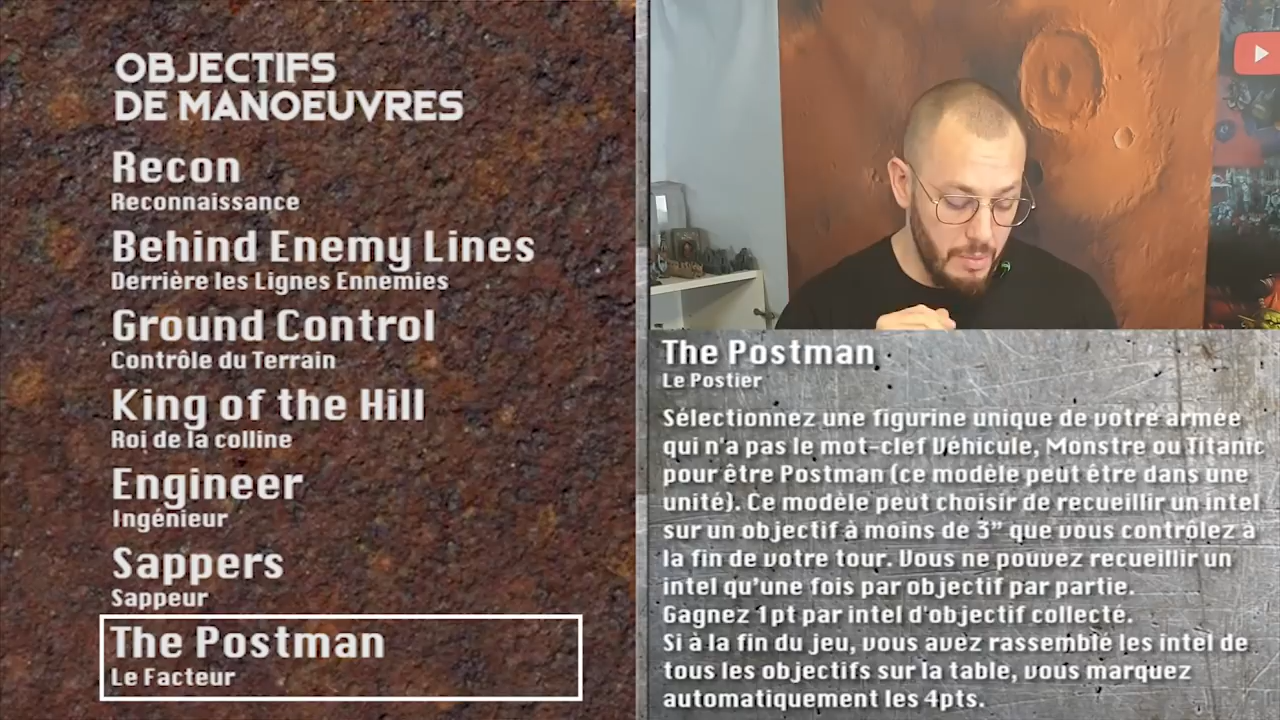 OBJECTIFS
DE MANOEUVRES
Recon
Reconnaissance
Behind Enemy Lines
Derrière les Lignes Ennemies
Ground Control
Contrôle du Terrain
King of the Hill
Roi de la colline
Engineer
Ingénieur
Sappers
Sappeur
The Postman
Le Facteur
The Postman
Le Postier
Sélectionnez une figurine unique de votre armée
qui n'a pas le mot-clef Véhicule, Monstre ou Titanic
pour être Postman (ce modèle peut être dans une
unité). Ce modèle peut choisir de recueillir un intel
sur un objectif à moins de 3" que vous contrôlez à
la fin de votre tour. Vous ne pouvez recueillir un
intel qu'une fois par objectif par partie.
Gagnez 1pt par intel d'objectif collecté.
Si à la fin du jeu, vous avez rassemblé les intel de
tous les objectifs sur la table, vous marquez
automatiquement les 4pts.